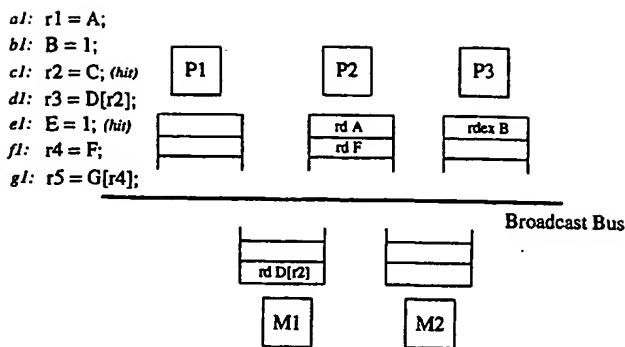 a1: r1 = A;
b1: B = 1;
c1: r2 = C; (hit)
d1: r3 = D[r2];
e1: E = 1; (hit)
f1: r4 = F;
g1: r5 = G[r4];
P1 P2 P3
rd A rdex B
rd F
Broadcast Bus
rd D[r2]
M1 M2